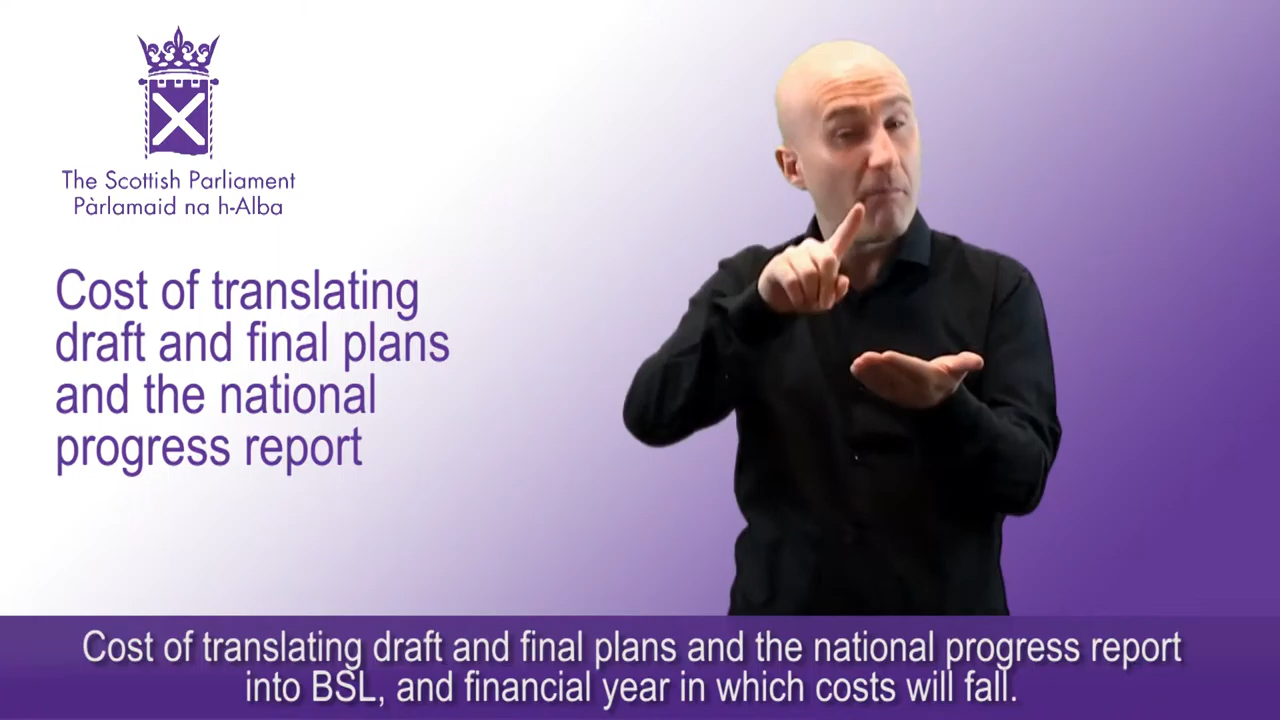 The Scottish Parliament
Pàrlamaid na h-Alba
Cost of translating
draft and final plans
and the national
progress report
Cost of translating draft and final plans and the national progress report
into BSL, and financial year in which costs will fall.